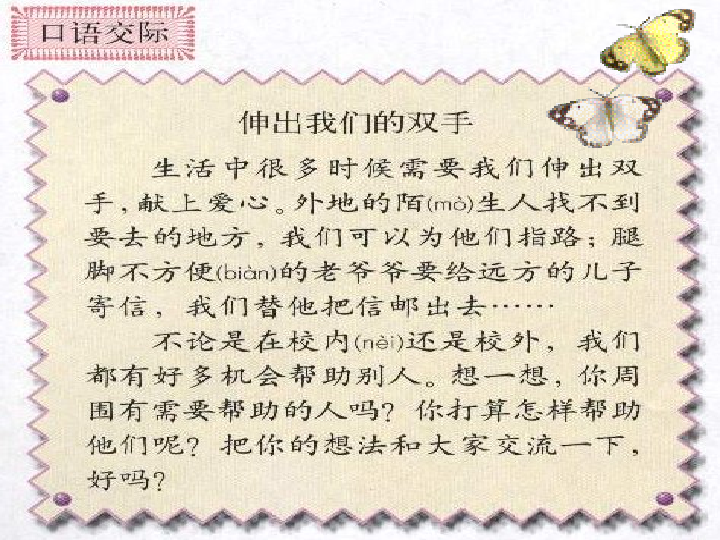 口语交际
伸出我们的双手
生活中很多时候需要我们伸出双
手，献上爱心。外地的陌(mò)生人找不到
要去的地方，我们可以为他们指路；腿
脚不方便(biàn)的老爷爷要给远方的儿子
寄信，我们替他把信邮出去……
不论是在校内(nèi)还是校外，我们
都有好多机会帮助别人。想一想，你周
围有需要帮助的人吗？你打算怎样帮助
他们呢？把你的想法和大家交流一下，
好吗？